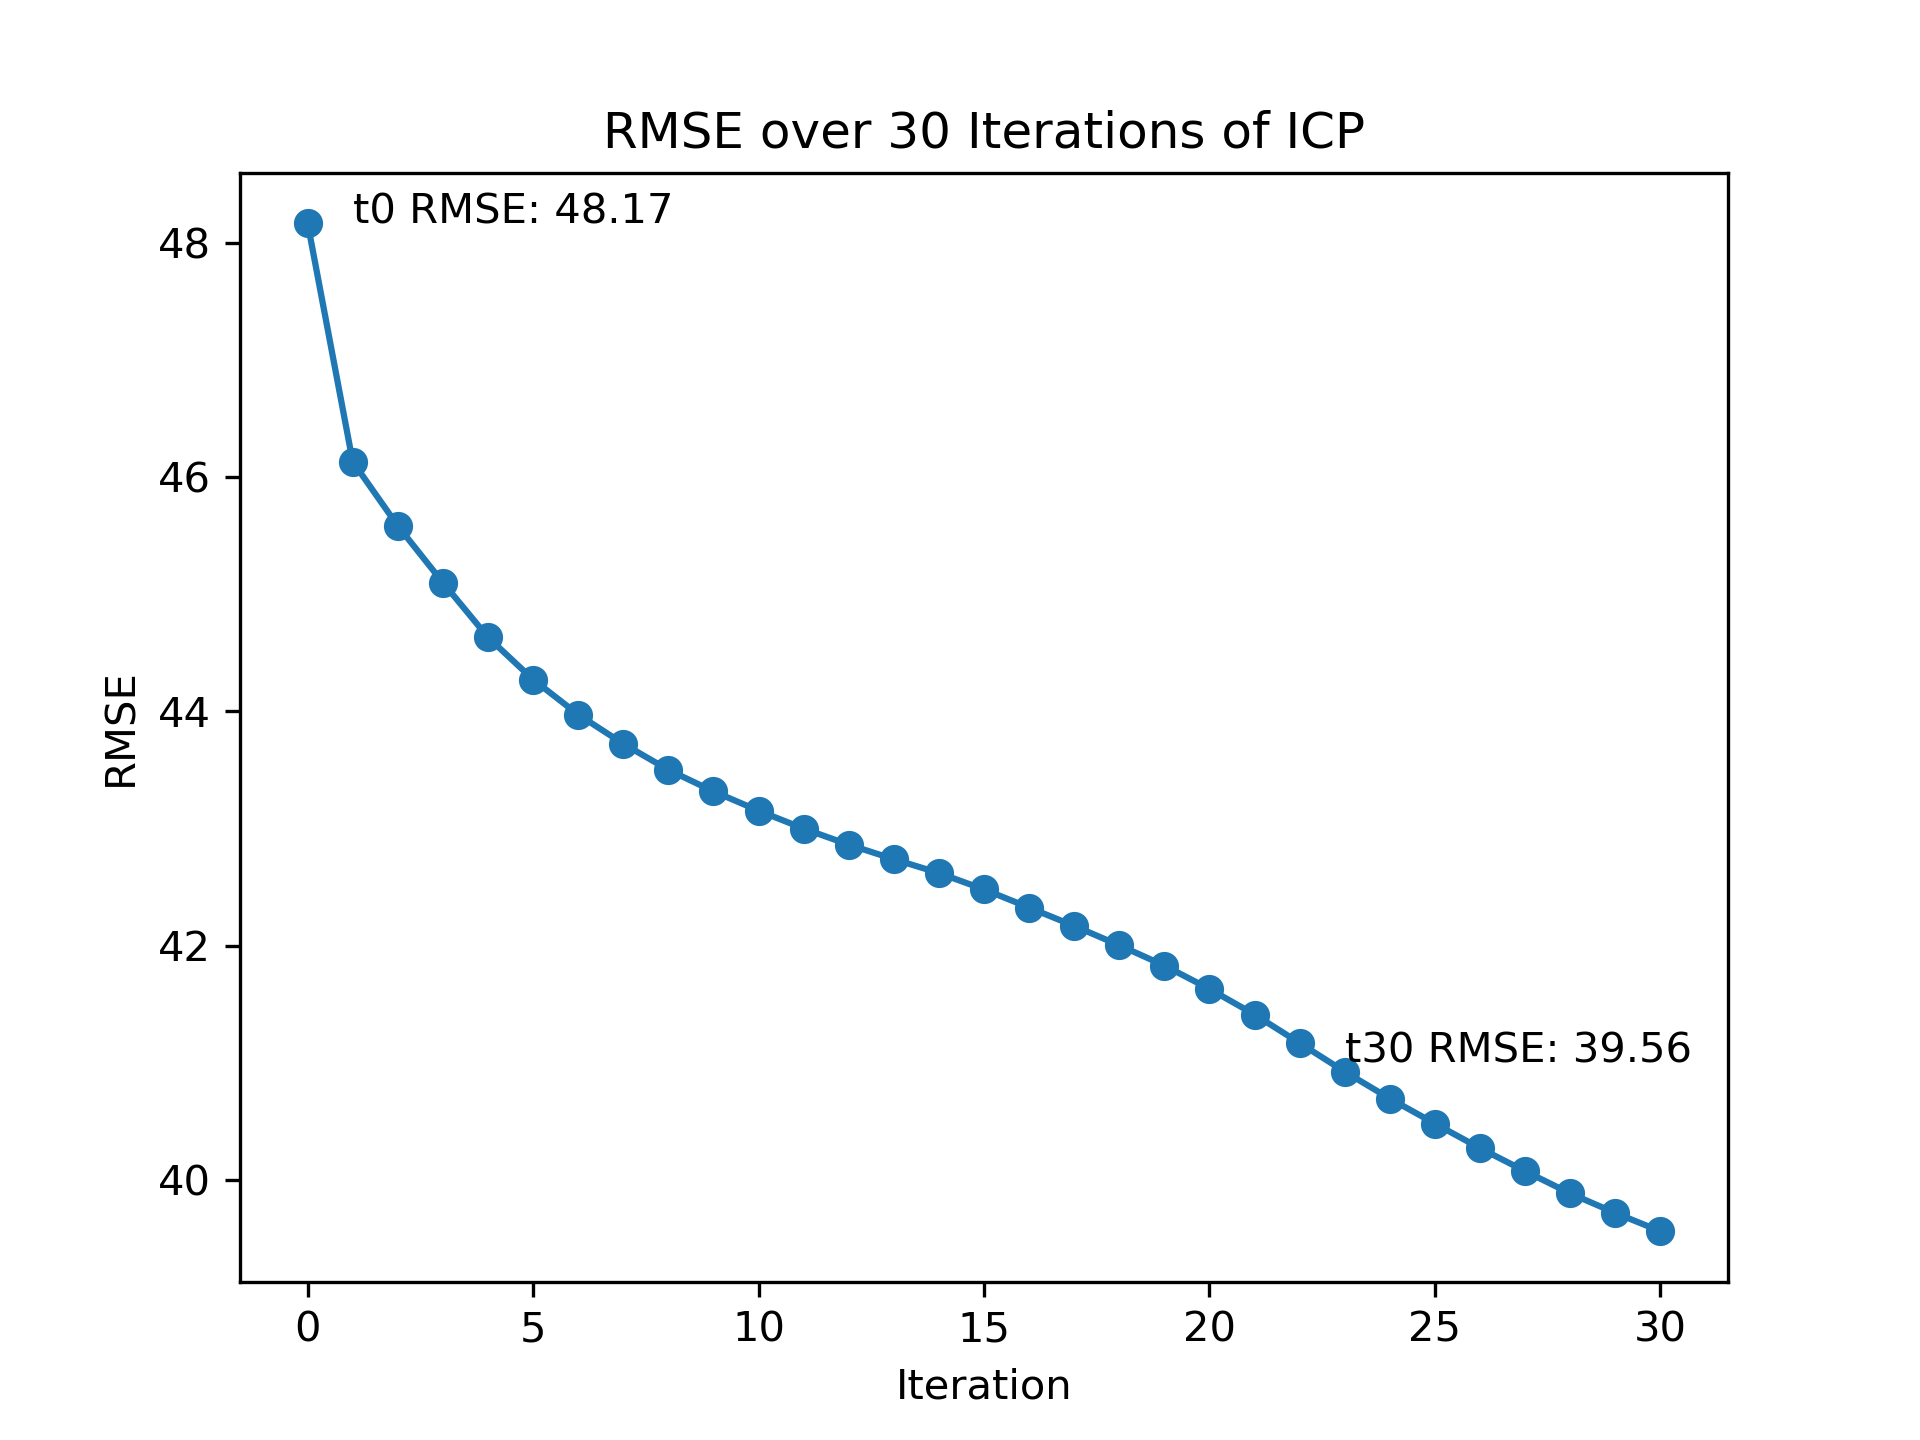 RMSE over 30 Iterations of ICP
t0 RMSE: 48.17
48
46
44
42
40
RMSE
t30 RMSE: 39.56
0 5 10 15 20 25 30
Iteration